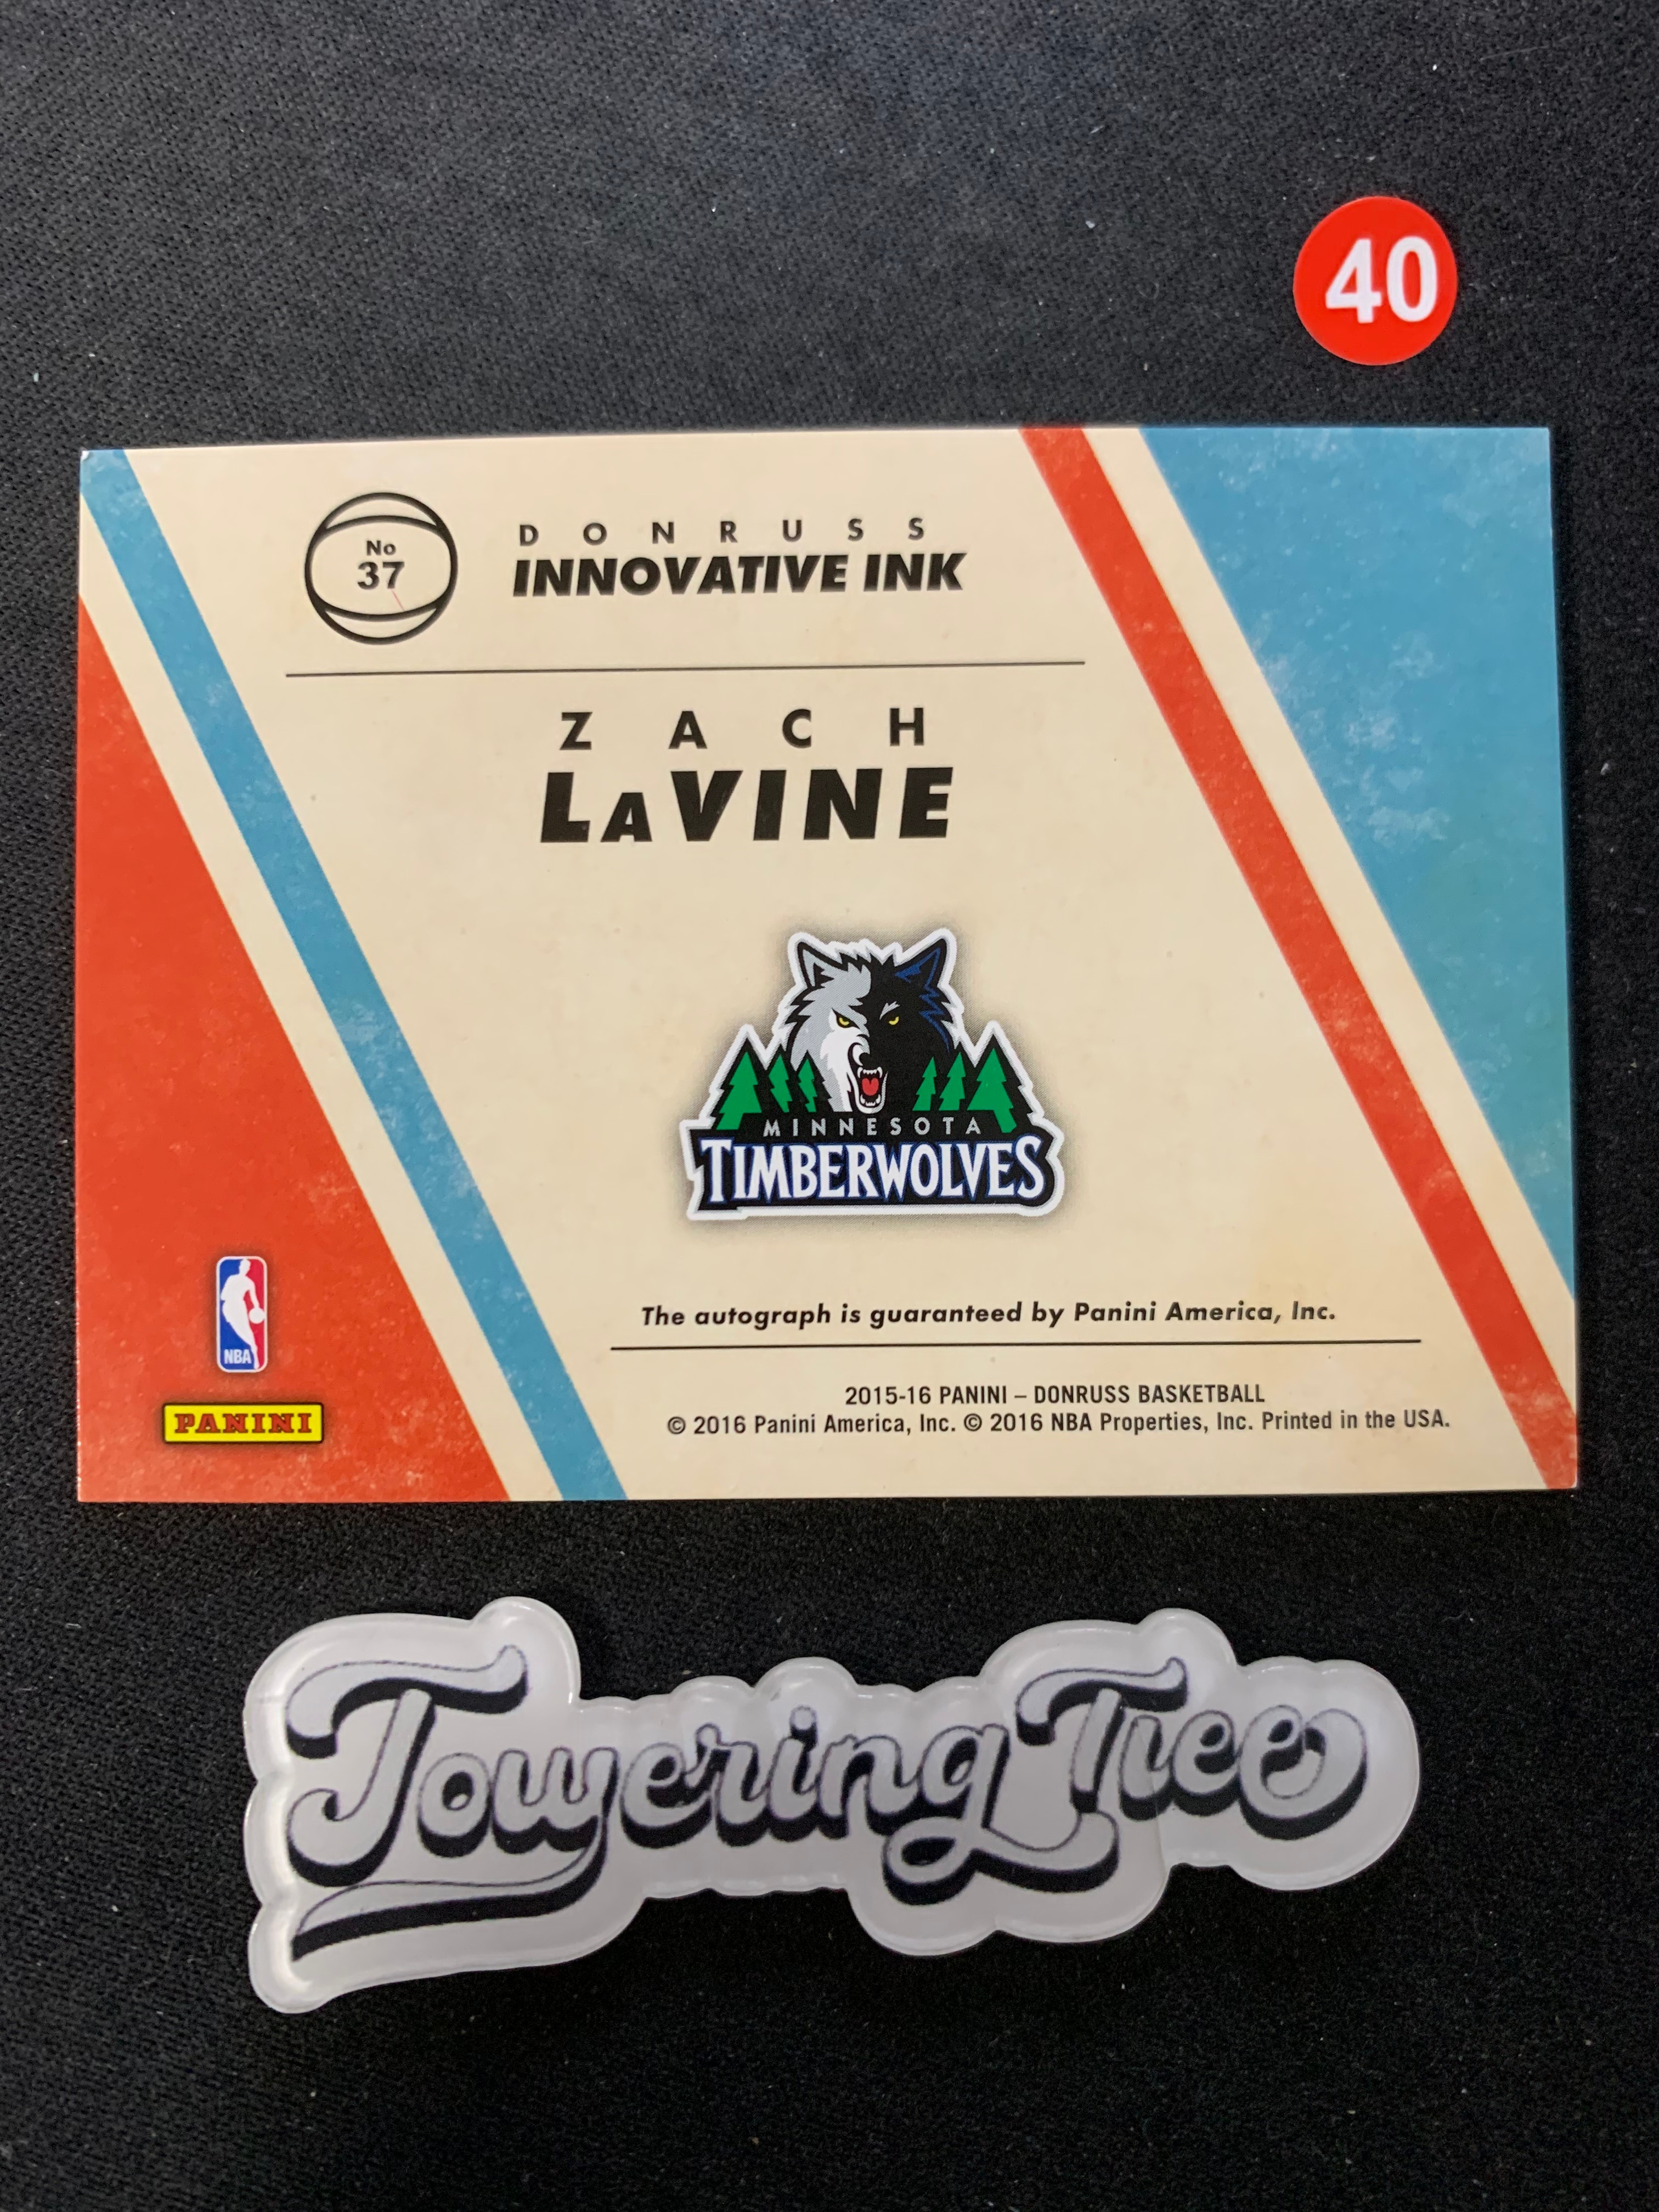 40
No
37
DONRUSS
INNOVATIVE INK
ZACH
LaVINE
MINNESOTA
TIMBERWOLVES
The autograph is guaranteed by Panini America, Inc.
NBA
PANINI
2015-16 PANINI – DONRUSS BASKETBALL
© 2016 Panini America, Inc. © 2016 NBA Properties, Inc. Printed in the USA.
ToweringTree